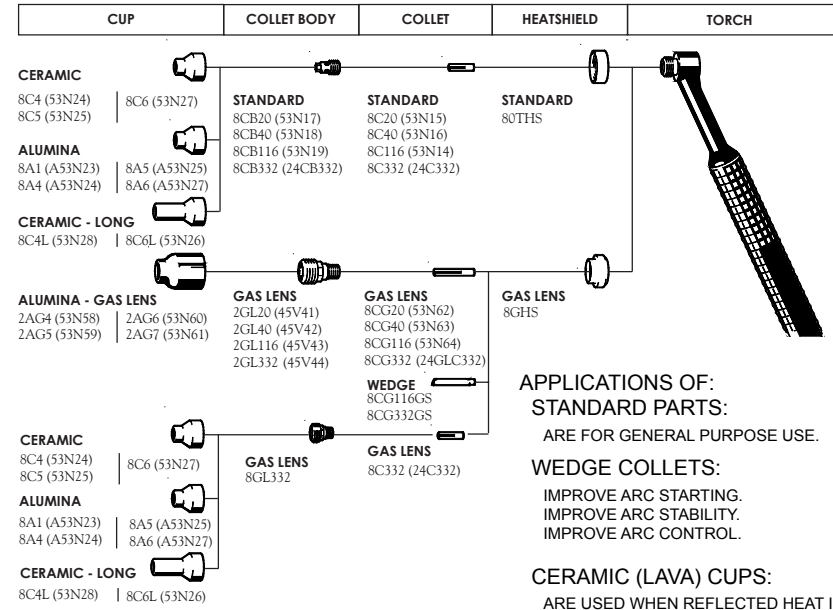 CUP COLLET BODY COLLET HEATSHIELD TORCH
CERAMIC
8C4 (53N24)
8C5 (53N25)
8C6 (53N27)
ALUMINA
8A1 (A53N23)
8A4 (A53N24)
8A5 (A53N25)
8A6 (A53N27)
CERAMIC - LONG
8C4L (53N28)
8C6L (53N26)
STANDARD
8CB20 (53N17)
8CB40 (53N18)
8CB116 (53N19)
8CB332 (24CB332)
STANDARD
8C20 (53N15)
8C40 (53N16)
8C116 (53N14)
8C332 (24C332)
STANDARD
80THS
ALUMINA - GAS LENS
2AG4 (53N58)
2AG5 (53N59)
2AG6 (53N60)
2AG7 (53N61)
GAS LENS
2GL20 (45V41)
2GL40 (45V42)
2GL116 (45V43)
2GL332 (45V44)
GAS LENS
8CG20 (53N62)
8CG40 (53N63)
8CG116 (53N64)
8CG332 (24GLC332)
WEDGE
8CG116GS
8CG332GS
GAS LENS
8GHS
CERAMIC
8C4 (53N24)
8C5 (53N25)
8C6 (53N27)
ALUMINA
8A1 (A53N23)
8A4 (A53N24)
8A5 (A53N25)
8A6 (A53N27)
CERAMIC - LONG
8C4L (53N28)
8C6L (53N26)
GAS LENS
8GL332
GAS LENS
8C332 (24C332)
APPLICATIONS OF:
STANDARD PARTS:
ARE FOR GENERAL PURPOSE USE.
WEDGE COLLETS:
IMPROVE ARC STARTING.
IMPROVE ARC STABILITY.
IMPROVE ARC CONTROL.
CERAMIC (LAVA) CUPS:
ARE USED WHEN REFLECTED HEAT